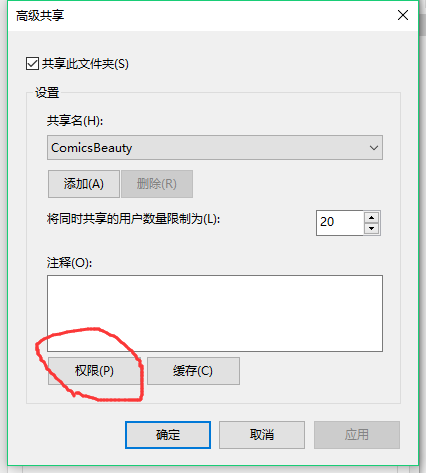 高级共享
共享此文件夹(S)
设置
共享名(H):
ComicsBeauty
添加(A) 删除(R)
将同时共享的用户数量限制为(L): 20
注释(O):
权限(P) 缓存(C)
确定 取消 应用